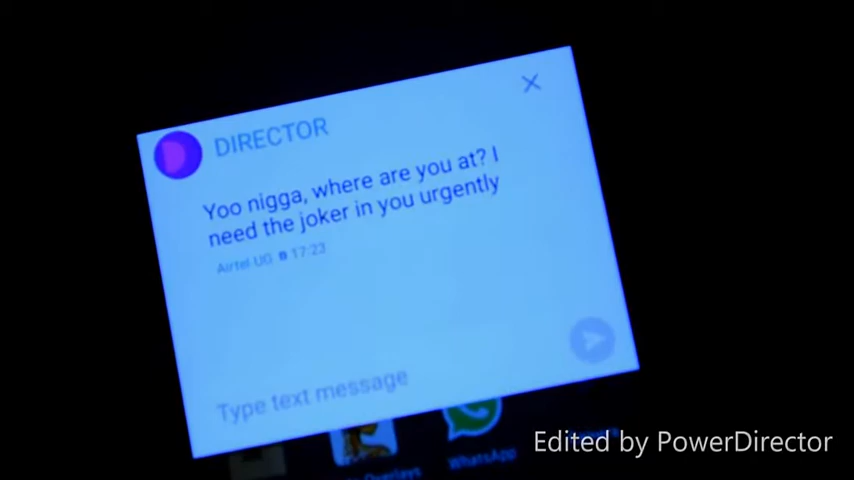 DIRECTOR
Yoo nigga, where are you at? I
need the joker in you urgently
Airtel UG 17:23
Type text message
Overlays
WhatsApp
Edited by PowerDirector